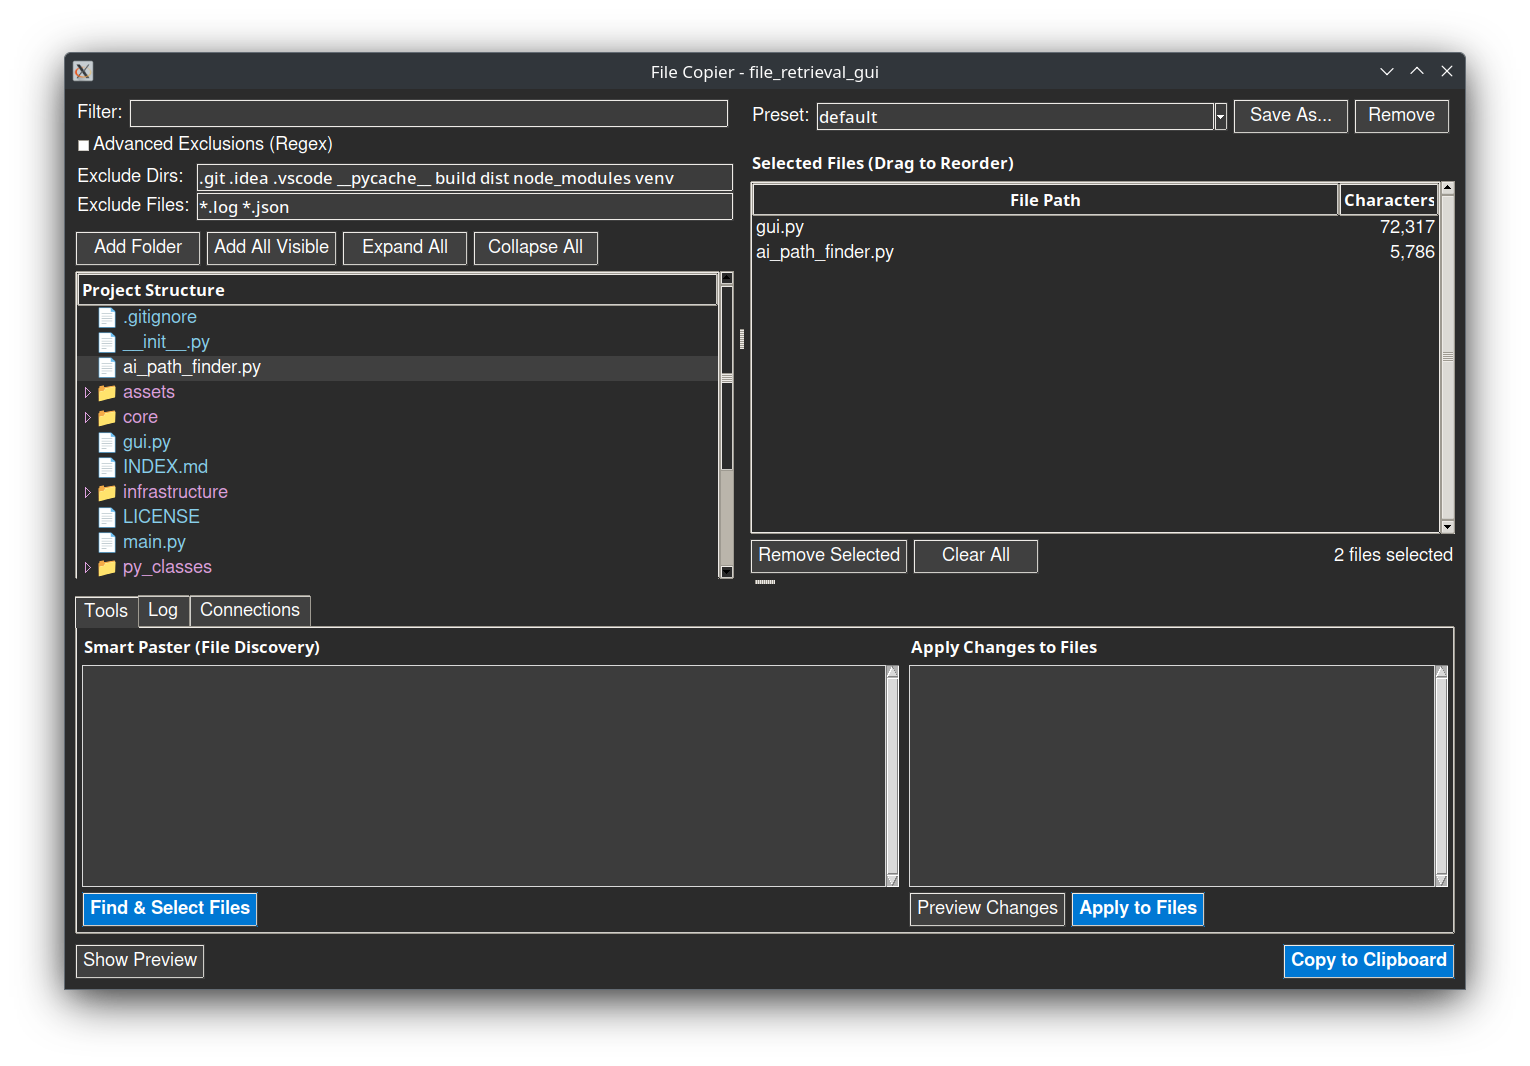 File Copier - file_retrieval_gui
Filter:
Advanced Exclusions (Regex)
Exclude Dirs: .git .idea .vscode __pycache__ build dist node_modules venv
Exclude Files: *.log *.json
Add Folder Add All Visible Expand All Collapse All
Project Structure
.gitignore
__init__.py
ai_path_finder.py
assets
core
gui.py
INDEX.md
infrastructure
LICENSE
main.py
py_classes
Preset: default Save As... Remove
Selected Files (Drag to Reorder)
File Path Characters
gui.py 72,317
ai_path_finder.py 5,786
Remove Selected Clear All 2 files selected
Tools Log Connections
Smart Paster (File Discovery)
Find & Select Files
Apply Changes to Files
Preview Changes Apply to Files
Show Preview Copy to Clipboard